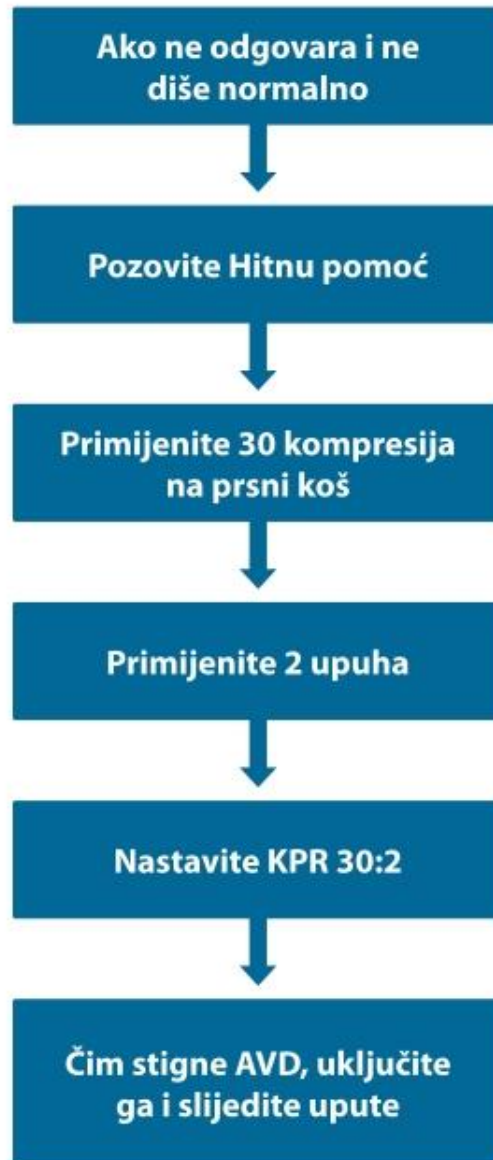 Ako ne odgovara i ne
diše normalno
Pozovite Hitnu pomoć
Primijenite 30 kompresija
na prsni koš
Primijenite 2 upuha
Nastavite KPR 30:2
Čim stigne AVD, uključite
ga i slijedite upute